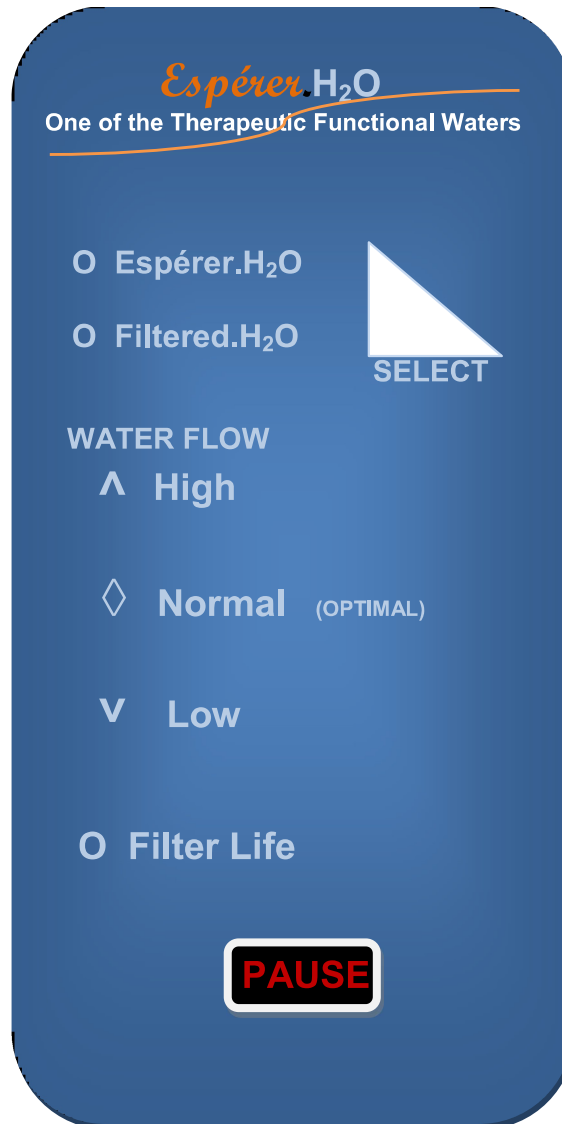 Espérer.H₂O
One of the Therapeutic Functional Waters
O Espérer.H₂O
O Filtered.H₂O
SELECT
WATER FLOW
^ High
◊ Normal (OPTIMAL)
v Low
O Filter Life
PAUSE